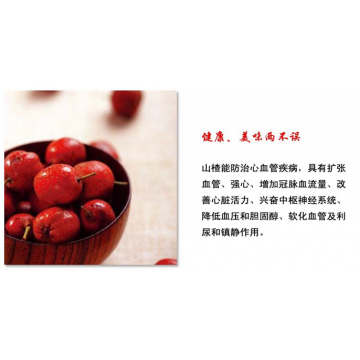 健康、美味两不误
山楂能防治心血管疾病，具有扩张
血管、强心、增加冠脉血流量、改
善心脏活力、兴奋中枢神经系统、
降低血压和胆固醇、软化血管及利
尿和镇静作用。